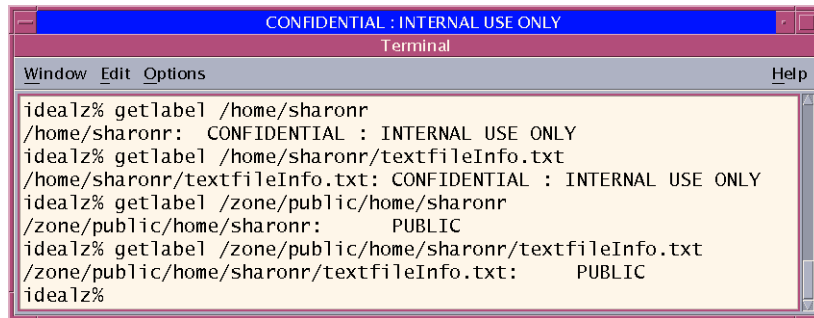 CONFIDENTIAL : INTERNAL USE ONLY
Terminal
Window Edit Options Help
idealz% getlabel /home/sharonr
/home/sharonr: CONFIDENTIAL : INTERNAL USE ONLY
idealz% getlabel /home/sharonr/textfileInfo.txt
/home/sharonr/textfileInfo.txt: CONFIDENTIAL : INTERNAL USE ONLY
idealz% getlabel /zone/public/home/sharonr
/zone/public/home/sharonr: PUBLIC
idealz% getlabel /zone/public/home/sharonr/textfileInfo.txt
/zone/public/home/sharonr/textfileInfo.txt: PUBLIC
idealz%